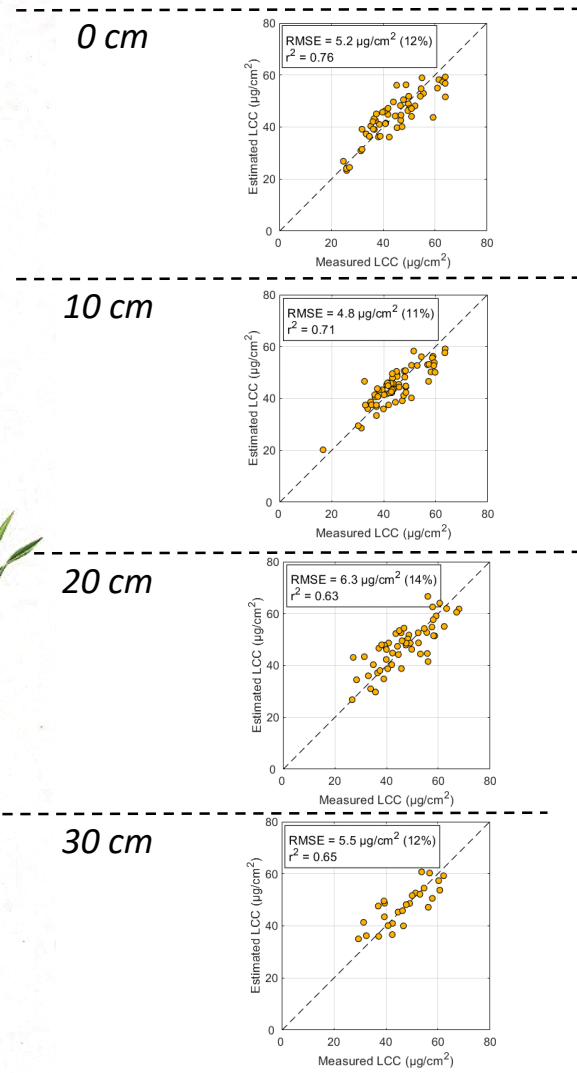 0 cm
RMSE = 5.2 µg/cm² (12%)
r² = 0.76
Estimated LCC (µg/cm²)
80
60
40
20
0
0 20 40 60 80
Measured LCC (µg/cm²)
10 cm
RMSE = 4.8 µg/cm² (11%)
r² = 0.71
Estimated LCC (µg/cm²)
80
60
40
20
0
0 20 40 60 80
Measured LCC (µg/cm²)
20 cm
RMSE = 6.3 µg/cm² (14%)
r² = 0.63
Estimated LCC (µg/cm²)
80
60
40
20
0
0 20 40 60 80
Measured LCC (µg/cm²)
30 cm
RMSE = 5.5 µg/cm² (12%)
r² = 0.65
Estimated LCC (µg/cm²)
80
60
40
20
0
0 20 40 60 80
Measured LCC (µg/cm²)